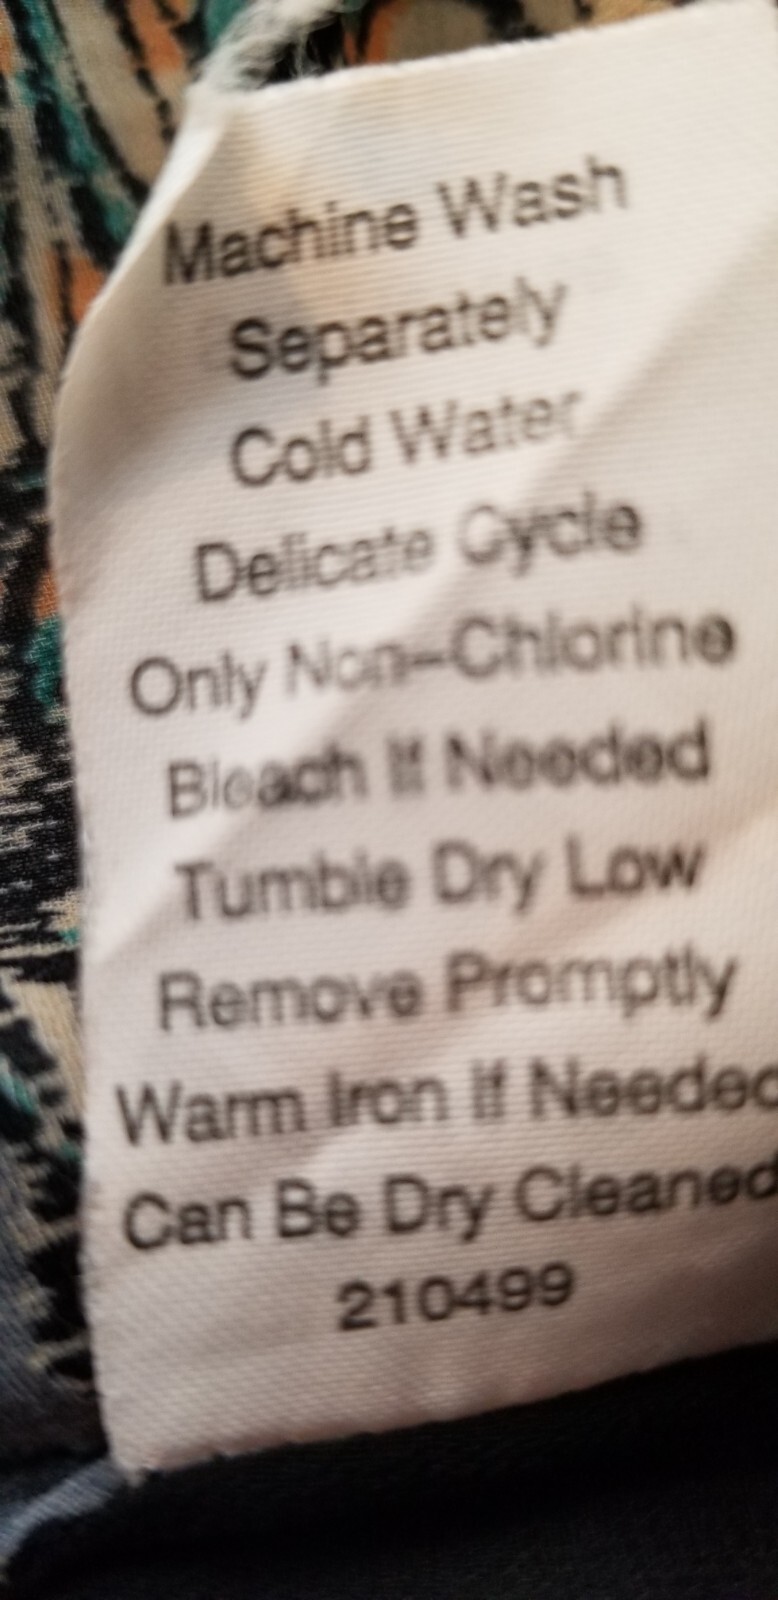 Machine Wash
Separately
Cold Water
Delicate Cycle
Only Non-Chlorine
Bleach If Needed
Tumble Dry Low
Remove Promptly
Warm Iron If Needed
Can Be Dry Cleaned
210499